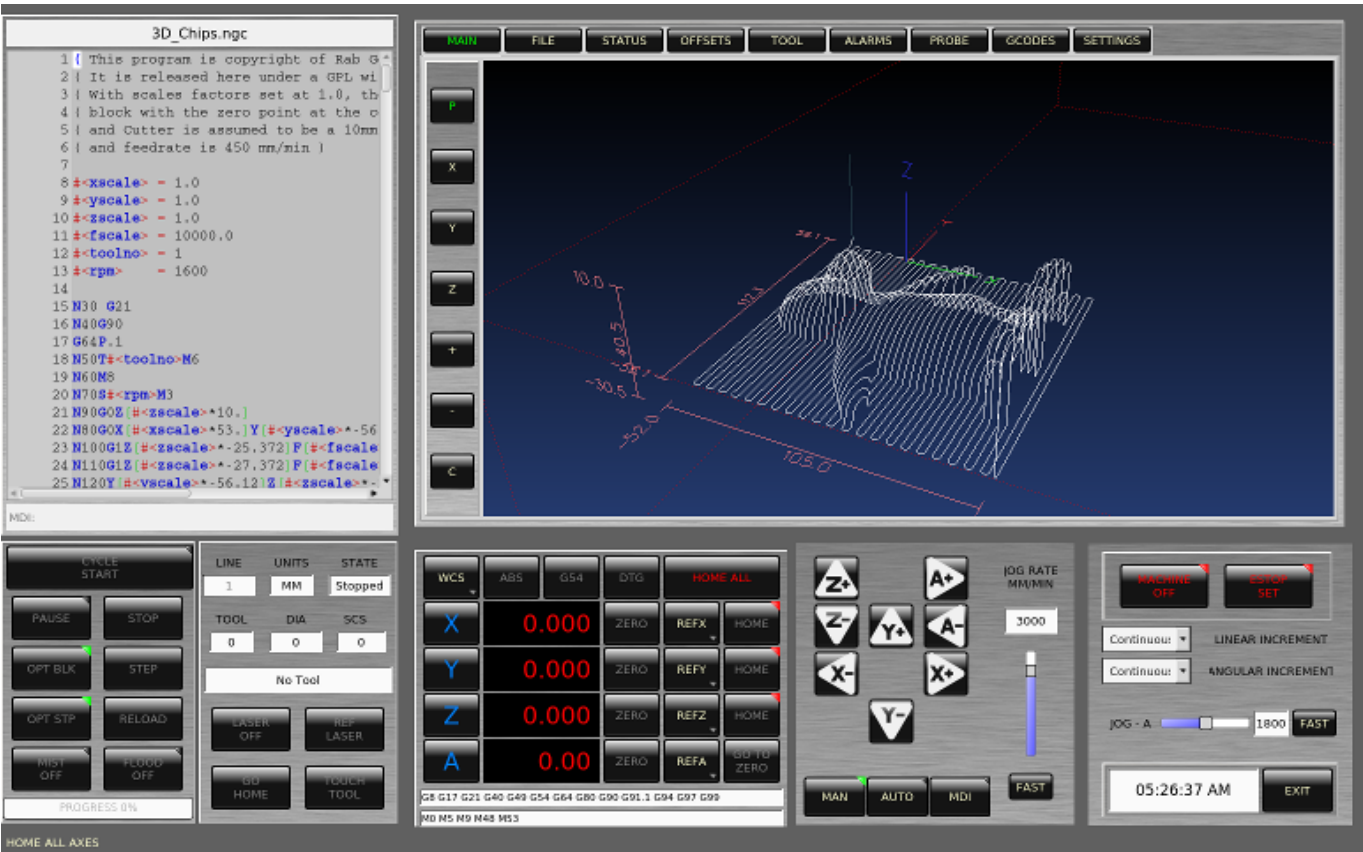 3D_Chips.ngc
1 ( This program is copyright of Rab G
2 ( It is released here under a GPL wi
3 ( With scales factors set at 1.0, th
4 ( block with the zero point at the c
5 ( and Cutter is assumed to be a 10mm
6 ( and feedrate is 450 mm/min )
7
8 #<xscale> = 1.0
9 #<yscale> = 1.0
10 #<zscale> = 1.0
11 #<fscale> = 10000.0
12 #<toolno> = 1
13 #<rpm> = 1600
14
15 N30 G21
16 N40G90
17 G64P.1
18 N50T#<toolno>M6
19 N60M8
20 N70S#<rpm>M3
21 N90G0Z[#<zscale>*10.]
22 N80G0X[#<xscale>*53.]Y[#<yscale>*-56
23 N100G1Z[#<zscale>*-25.372]F[#<fscale
24 N110G1Z[#<zscale>*-27.372]F[#<fscale
25 N120Y[#<yscale>*-56.12]Z[#<zscale>*-
MDI:
MAIN FILE STATUS OFFSETS TOOL ALARMS PROBE GCODES SETTINGS
P
X
Y
Z
+
-
C
Z
10.0
40.5
-30.5
-52.0
105.0
CYCLE
START
PAUSE STOP
OPT BLK STEP
OPT STP RELOAD
MIST
OFF
FLOOD
OFF
PROGRESS 0%
LINE UNITS STATE
1 MM Stopped
TOOL DIA SCS
0 0 0
No Tool
LASER
OFF
REF
LASER
GO
HOME
TOUCH
TOOL
WCS ABS G54 DTG HOME ALL
X 0.000 ZERO REFX HOME
Y 0.000 ZERO REFY HOME
Z 0.000 ZERO REFZ HOME
A 0.00 ZERO REFA GO TO
ZERO
G8 G17 G21 G40 G49 G54 G64 G80 G90 G91.1 G94 G97 G99
M0 M5 M9 M48 M53
Z+ A+
Z- Y+ A-
X- X+
Y-
JOG RATE
MM/MIN
3000
FAST
MAN AUTO MDI
MACHINE
OFF
ESTOP
SET
LINEAR INCREMENT
ANGULAR INCREMENT
JOG - A 1800 FAST
05:26:37 AM EXIT
HOME ALL AXES